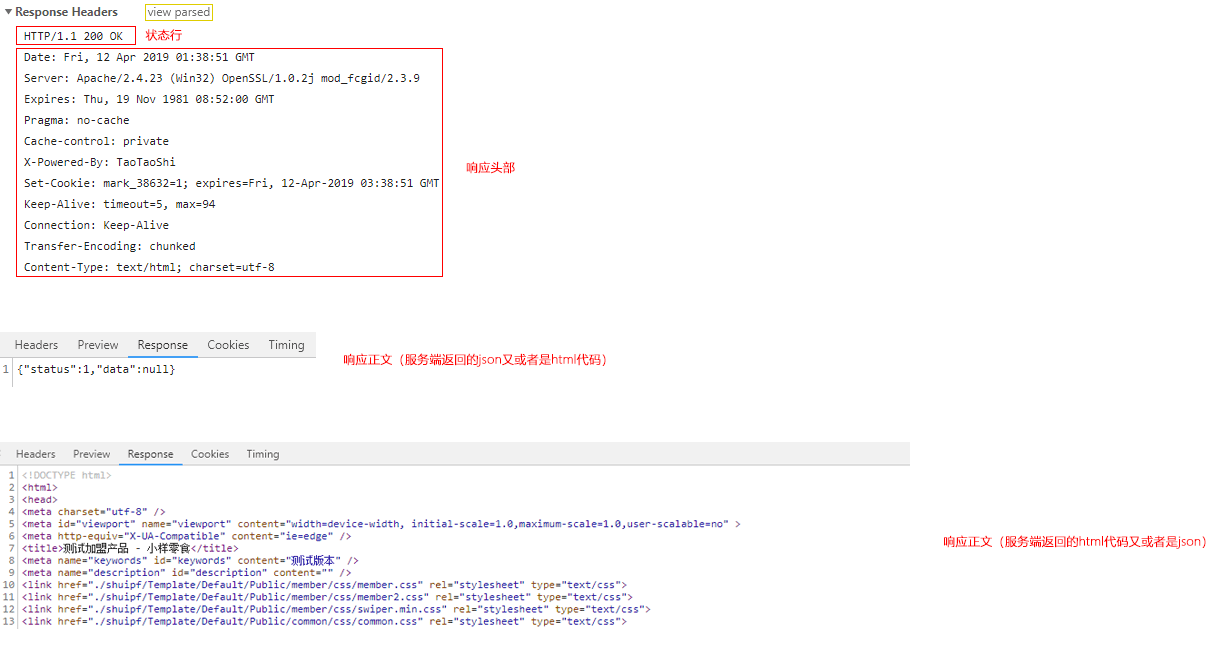 Response Headers view parsed
HTTP/1.1 200 OK 状态行
Date: Fri, 12 Apr 2019 01:38:51 GMT
Server: Apache/2.4.23 (Win32) OpenSSL/1.0.2j mod_fcgid/2.3.9
Expires: Thu, 19 Nov 1981 08:52:00 GMT
Pragma: no-cache
Cache-control: private
X-Powered-By: TaoTaoShi
响应头部
Set-Cookie: mark_38632=1; expires=Fri, 12-Apr-2019 03:38:51 GMT
Keep-Alive: timeout=5, max=94
Connection: Keep-Alive
Transfer-Encoding: chunked
Content-Type: text/html; charset=utf-8
Headers Preview Response Cookies Timing
响应正文（服务端返回的json又或者是html代码）
1 {"status":1,"data":null}
Headers Preview Response Cookies Timing
1 <!DOCTYPE html>
2 <html>
3 <head>
4 <meta charset="utf-8" />
5 <meta id="viewport" name="viewport" content="width=device-width, initial-scale=1.0,maximum-scale=1.0,user-scalable=no" >
6 <meta http-equiv="X-UA-Compatible" content="ie=edge" />
响应正文（服务端返回的html代码又或者是json）
7 <title>测试加盟产品 - 小样零食</title>
8 <meta name="keywords" id="keywords" content="测试版本" />
9 <meta name="description" id="description" content="" />
10 <link href="./shuipf/Template/Default/Public/member/css/member.css" rel="stylesheet" type="text/css">
11 <link href="./shuipf/Template/Default/Public/member/css/member2.css" rel="stylesheet" type="text/css">
12 <link href="./shuipf/Template/Default/Public/member/css/swiper.min.css" rel="stylesheet" type="text/css">
13 <link href="./shuipf/Template/Default/Public/common/css/common.css" rel="stylesheet" type="text/css">